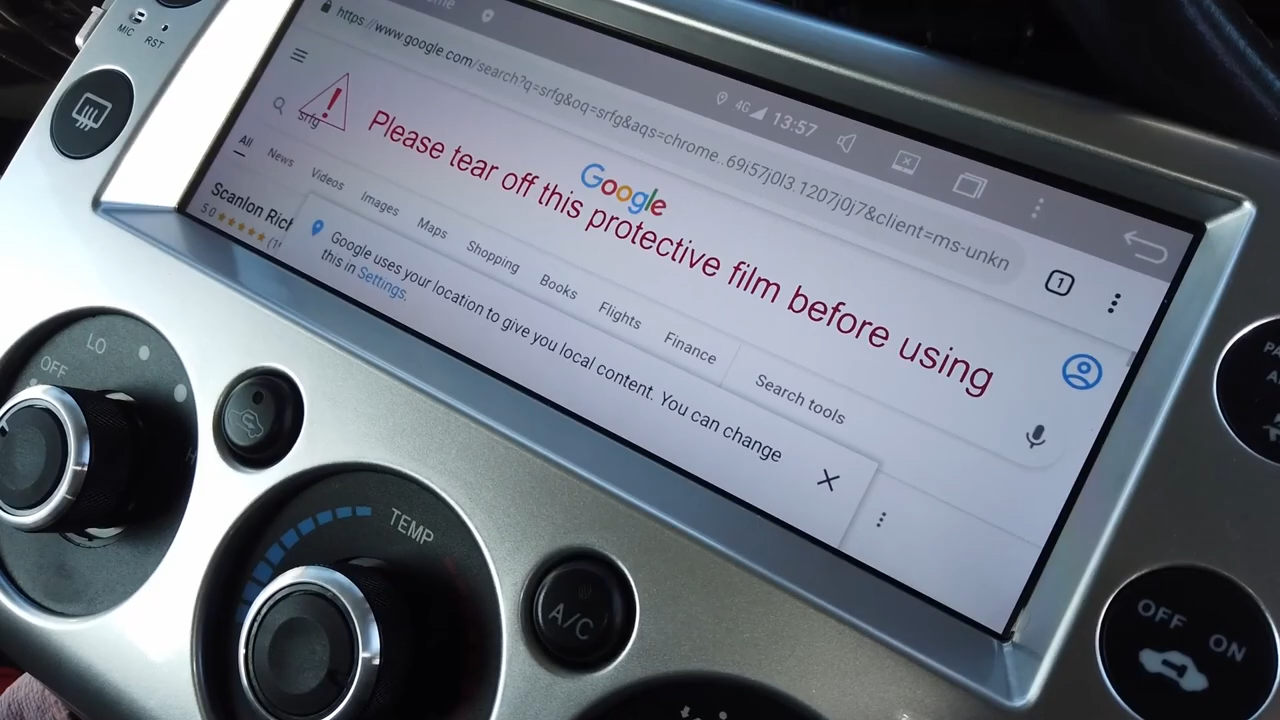 MIC
RST
https://www.google.com/search?q=srfg&oq=srfg&aqs=chrome..69i57j0l3.1207j0j7&client=ms-unkn
4G
13:57
1
Google
srfg
Please tear off this protective film before using
All
News
Videos
Images
Maps
Shopping
Books
Flights
Finance
Search tools
Scanlon Rich
5.0
Google uses your location to give you local content. You can change
this in Settings.
OFF
LO
TEMP
A/C
OFF
ON